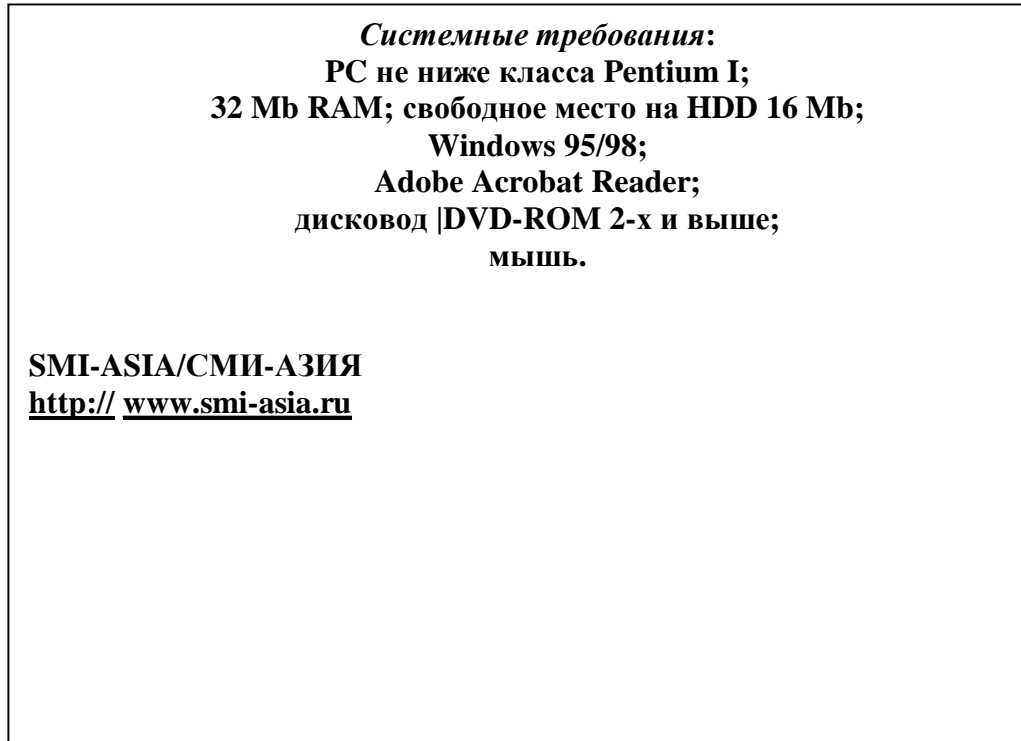 Системные требования:
PC не ниже класса Pentium I;
32 Mb RAM; свободное место на HDD 16 Mb;
Windows 95/98;
Adobe Acrobat Reader;
дисковод |DVD-ROM 2-х и выше;
мышь.
SMI-ASIA/СМИ-АЗИЯ
http:// www.smi-asia.ru